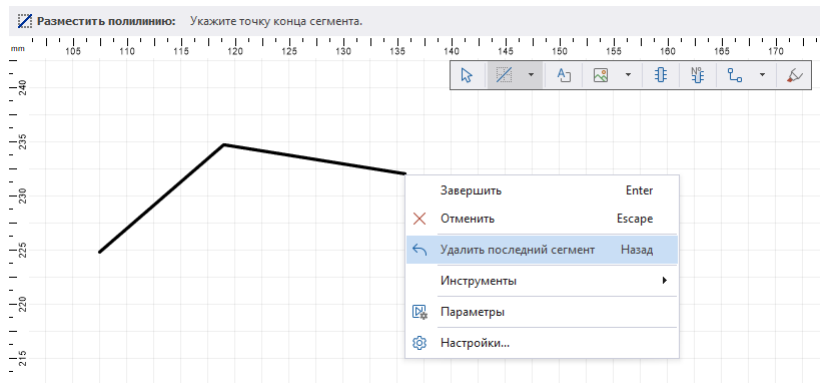 Разместить полилинию: Укажите точку конца сегмента.
mm 105 110 115 120 125 130 135 140 145 150 155 160 165 170
240
235
230
225
220
215
Завершить Enter
Отменить Escape
Удалить последний сегмент Назад
Инструменты
Параметры
Настройки...